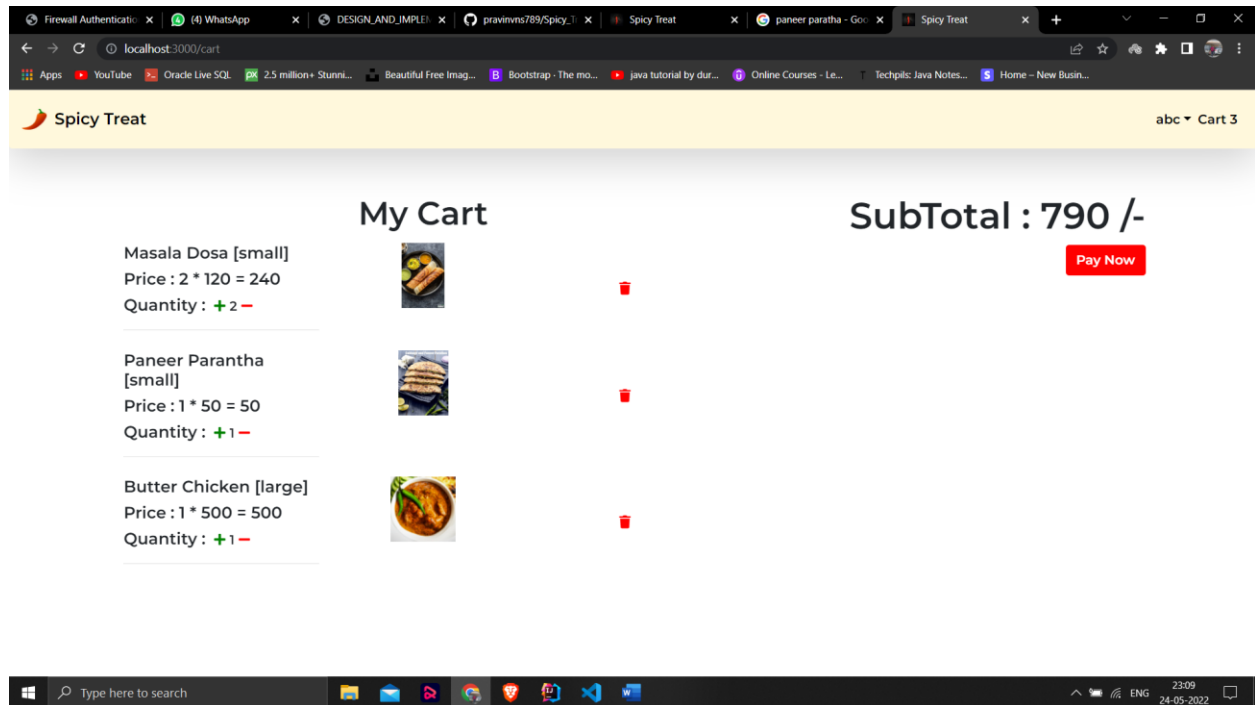 Firewall Authenticatio
(4) WhatsApp
DESIGN_AND_IMPLEN
pravinvns789/Spicy_T
Spicy Treat
paneer paratha - Goo
Spicy Treat
localhost:3000/cart
Apps
YouTube
Oracle Live SQL
2.5 million+ Stunni...
Beautiful Free Imag...
Bootstrap · The mo...
java tutorial by dur...
Online Courses - Le...
Techpils: Java Notes...
Home – New Busin...
Spicy Treat
abc
Cart 3
My Cart
SubTotal : 790 /-
Pay Now
Masala Dosa [small]
Price : 2 * 120 = 240
Quantity : + 2 −
Paneer Parantha
[small]
Price : 1 * 50 = 50
Quantity : + 1 −
Butter Chicken [large]
Price : 1 * 500 = 500
Quantity : + 1 −
Type here to search
ENG
23:09
24-05-2022